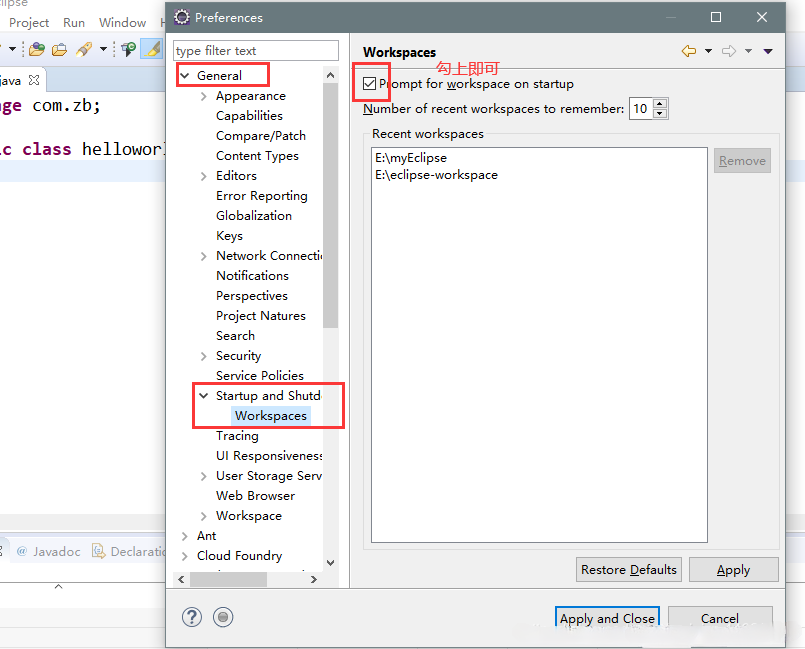 clipse
Project Run Window H
java
age com.zb;
ic class helloworl
@ Javadoc Declaratio
Preferences
type filter text
General
Appearance
Capabilities
Compare/Patch
Content Types
Editors
Error Reporting
Globalization
Keys
Network Connectio
Notifications
Perspectives
Project Natures
Search
Security
Service Policies
Startup and Shutd
Workspaces
Tracing
UI Responsiveness
User Storage Serv
Web Browser
Workspace
Ant
Cloud Foundry
Workspaces
勾上即可
Prompt for workspace on startup
Number of recent workspaces to remember: 10
Recent workspaces
E:\myEclipse
E:\eclipse-workspace
Remove
Restore Defaults Apply
Apply and Close Cancel